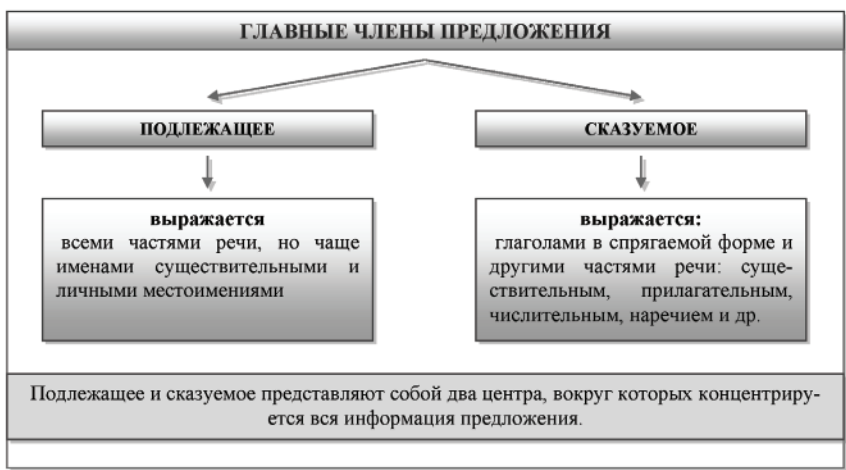 ГЛАВНЫЕ ЧЛЕНЫ ПРЕДЛОЖЕНИЯ
ПОДЛЕЖАЩЕЕ
выражается
всеми частями речи, но чаще
именами существительными и
личными местоимениями
СКАЗУЕМОЕ
выражается:
глаголами в спрягаемой форме и
другими частями речи: суще-
ствительным, прилагательным,
числительным, наречием и др.
Подлежащее и сказуемое представляют собой два центра, вокруг которых концентриру-
ется вся информация предложения.